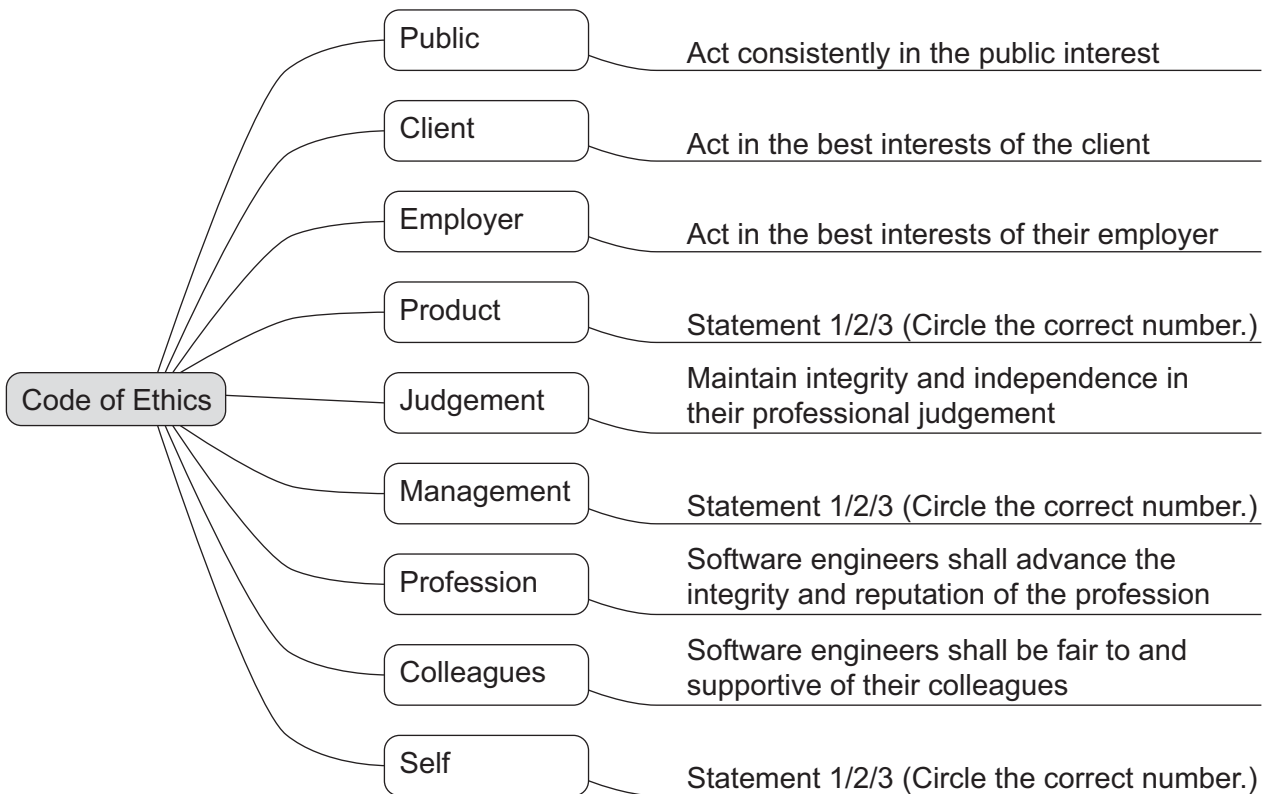 Public
Act consistently in the public interest
Client
Act in the best interests of the client
Employer
Act in the best interests of their employer
Product
Statement 1/2/3 (Circle the correct number.)
Code of Ethics
Judgement
Maintain integrity and independence in
their professional judgement
Management
Statement 1/2/3 (Circle the correct number.)
Profession
Software engineers shall advance the
integrity and reputation of the profession
Colleagues
Software engineers shall be fair to and
supportive of their colleagues
Self
Statement 1/2/3 (Circle the correct number.)